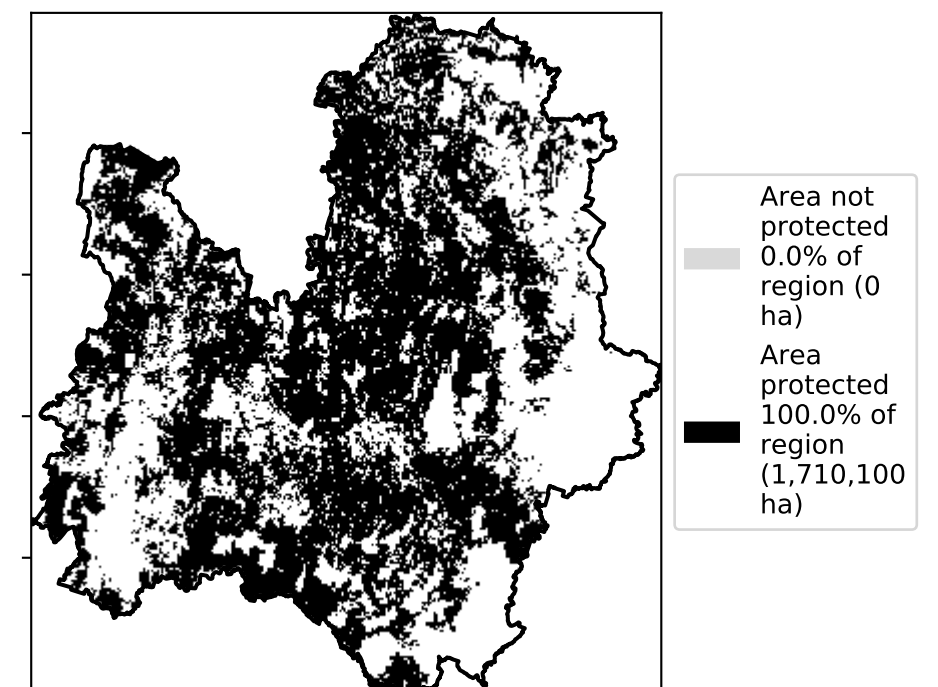 Area not
protected
0.0% of
region (0
ha)
Area
protected
100.0% of
region
(1,710,100
ha)